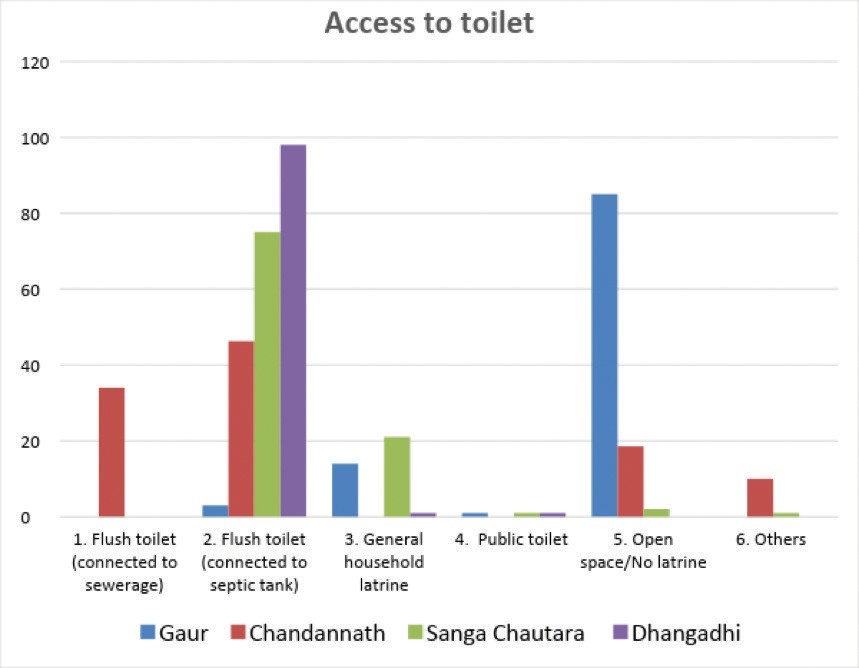 Access to toilet
120
100
80
60
40
20
0
1. Flush toilet
(connected to
sewerage)
2. Flush toilet
(connected to
septic tank)
3. General
household
latrine
4. Public toilet
5. Open
space/No latrine
6. Others
Gaur Chandannath Sanga Chautara Dhangadhi